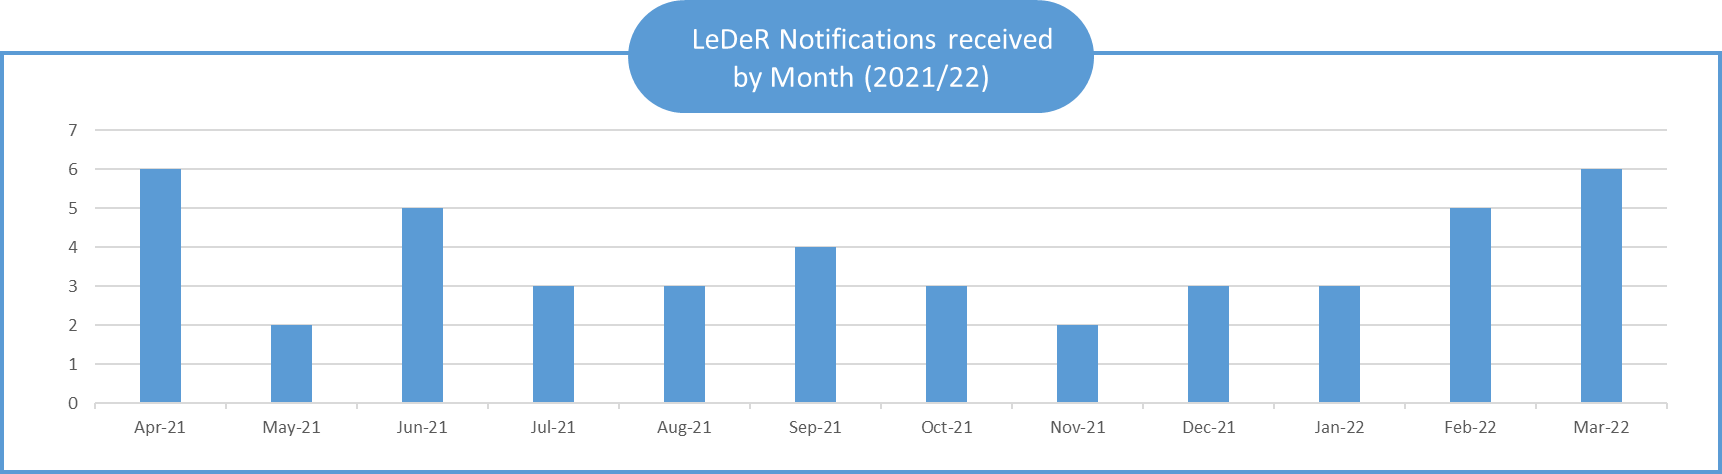 LeDeR Notifications received
by Month (2021/22)
7
6
5
4
3
2
1
0
Apr-21 May-21 Jun-21 Jul-21 Aug-21 Sep-21 Oct-21 Nov-21 Dec-21 Jan-22 Feb-22 Mar-22